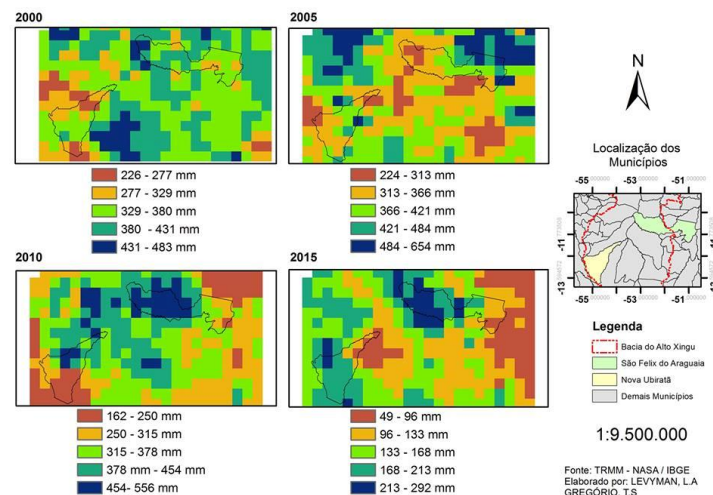 2000
226 - 277 mm
277 - 329 mm
329 - 380 mm
380 - 431 mm
431 - 483 mm
2005
224 - 313 mm
313 - 366 mm
366 - 421 mm
421 - 484 mm
484 - 654 mm
2010
162 - 250 mm
250 - 315 mm
315 - 378 mm
378 mm - 454 mm
454- 556 mm
2015
49 - 96 mm
96 - 133 mm
133 - 168 mm
168 - 213 mm
213 - 292 mm
N
Localização dos
Municípios
-55 -53 -51
-11 -11
-13 -13
-55 -53 -51
Legenda
Bacia do Alto Xingu
São Felix do Araguaia
Nova Ubiratã
Demais Municípios
1:9.500.000
Fonte: TRMM - NASA / IBGE
Elaborado por: LEVYMAN, L.A
GREGÓRIO, T.S